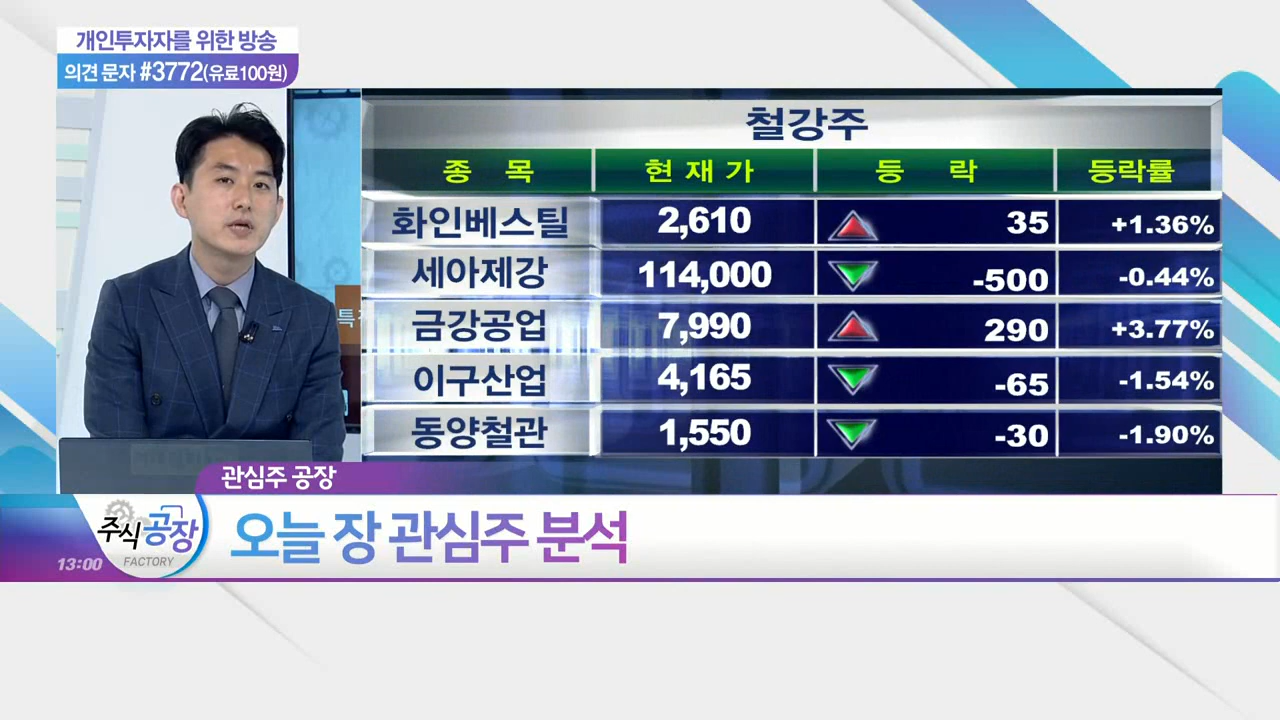 개인투자자를 위한 방송
의견 문자 #3772(유료100원)
철강주
종 목 현 재 가 등 락 등락률
화인베스틸 2,610 35 +1.36%
세아제강 114,000 -500 -0.44%
금강공업 7,990 290 +3.77%
이구산업 4,165 -65 -1.54%
동양철관 1,550 -30 -1.90%
특
관심주 공장
주식공장
FACTORY
13:00
오늘 장 관심주 분석